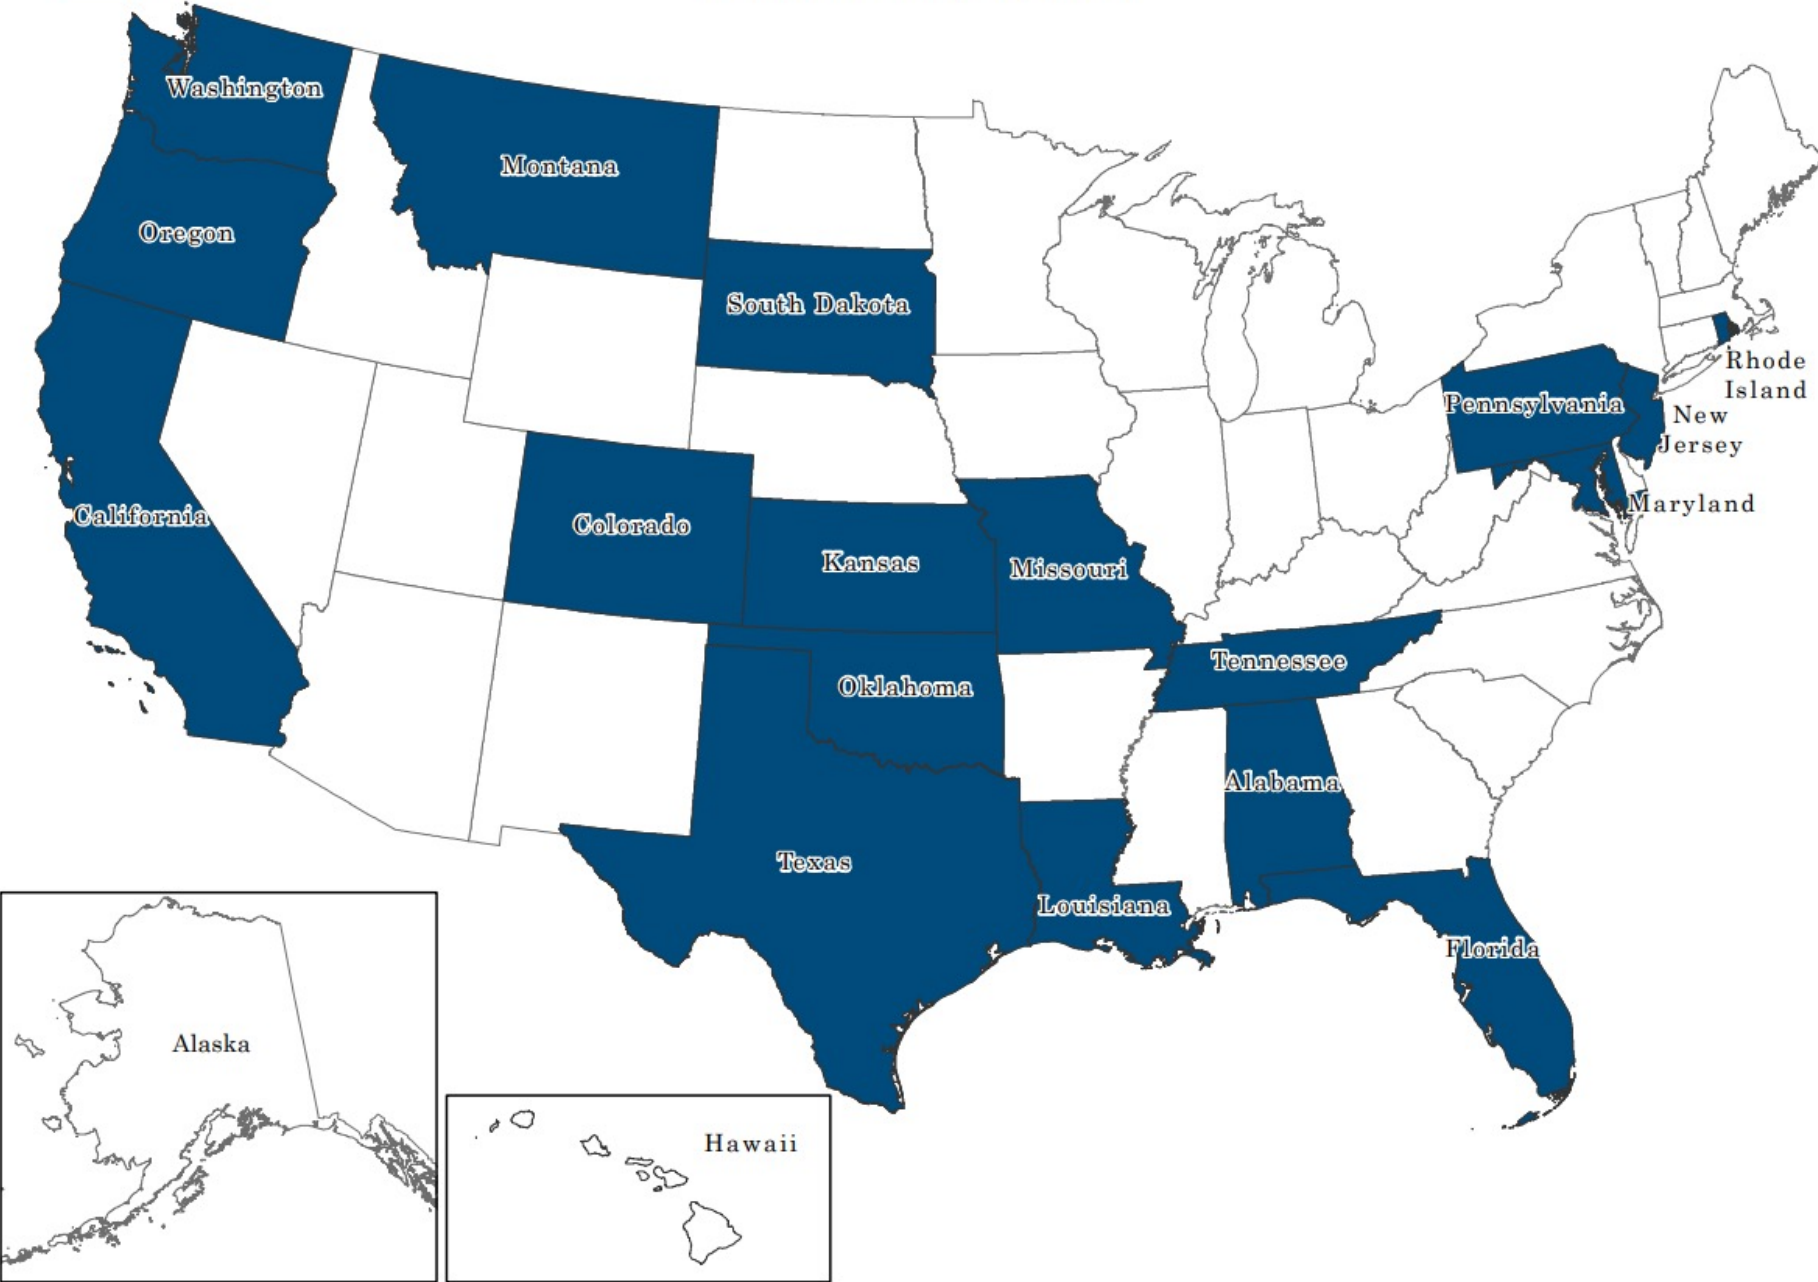 Washington
Montana
Oregon
South Dakota
Rhode
Island
Pennsylvania
New
Jersey
Maryland
California
Colorado
Kansas
Missouri
Tennessee
Oklahoma
Alabama
Texas
Louisiana
Florida
Alaska
Hawaii